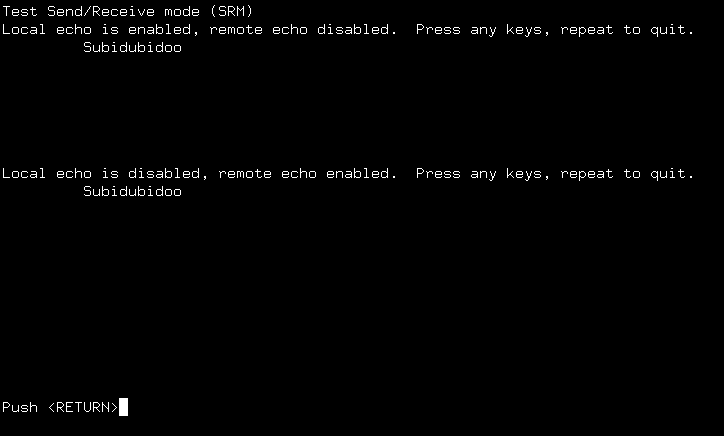 Test Send/Receive mode (SRM)
Local echo is enabled, remote echo disabled.  Press any keys, repeat to quit.
Subidubidoo
Local echo is disabled, remote echo enabled.  Press any keys, repeat to quit.
Subidubidoo
Push <RETURN>